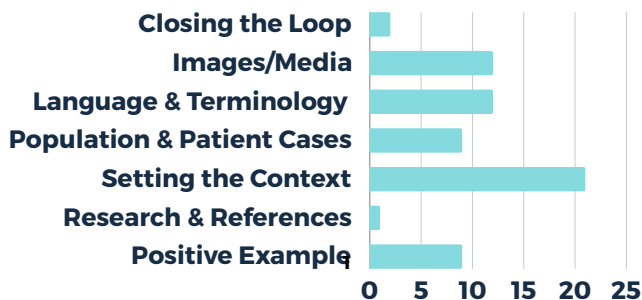 Closing the Loop
Images/Media
Language & Terminology
Population & Patient Cases
Setting the Context
Research & References
Positive Example
0 5 10 15 20 25